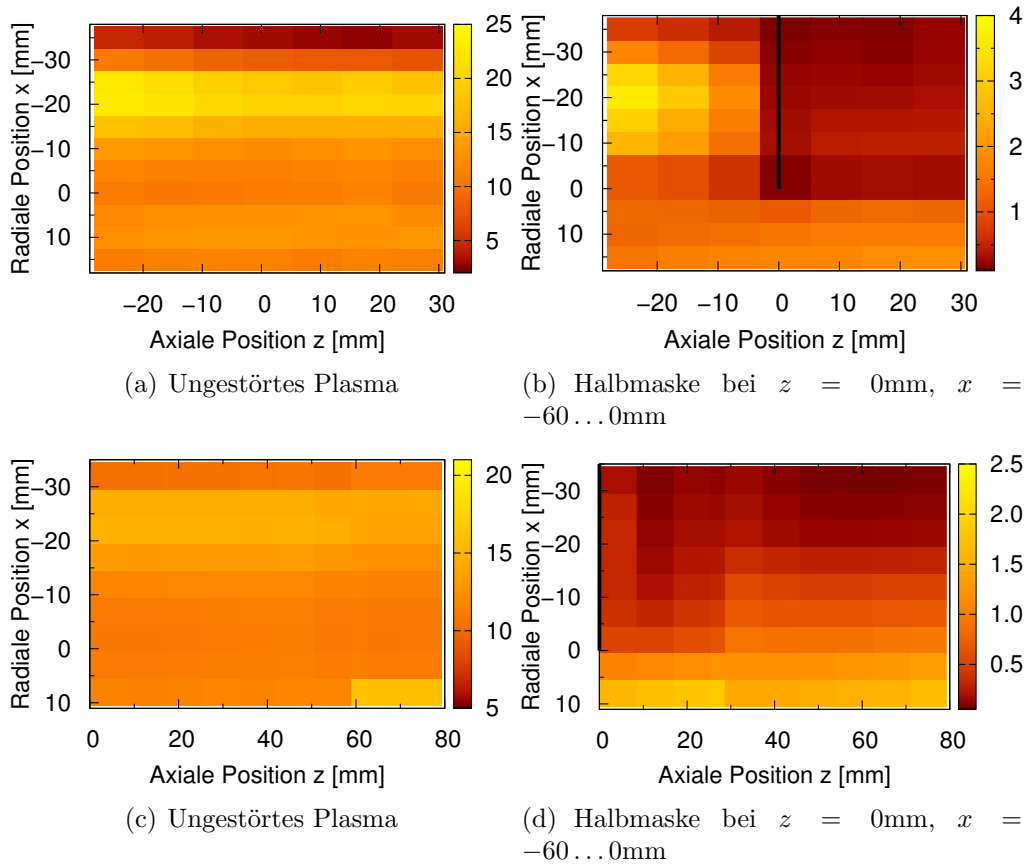 Radiale Position x [mm]
−30
−20
−10
0
10
−20 −10 0 10 20 30
Axiale Position z [mm]
25
20
15
10
5
(a) Ungestörtes Plasma
Radiale Position x [mm]
−30
−20
−10
0
10
−20 −10 0 10 20 30
Axiale Position z [mm]
4
3
2
1
(b) Halbmaske bei z = 0mm, x =
−60 . . . 0mm
Radiale Position x [mm]
−30
−20
−10
0
10
0 20 40 60 80
Axiale Position z [mm]
20
15
10
5
(c) Ungestörtes Plasma
Radiale Position x [mm]
−30
−20
−10
0
10
0 20 40 60 80
Axiale Position z [mm]
2.5
2.0
1.5
1.0
0.5
(d) Halbmaske bei z = 0mm, x =
−60 . . . 0mm